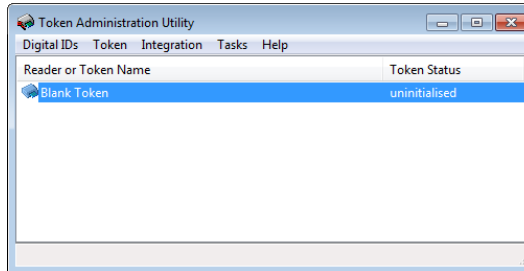 Token Administration Utility
Digital IDs Token Integration Tasks Help
Reader or Token Name Token Status
Blank Token uninitialised